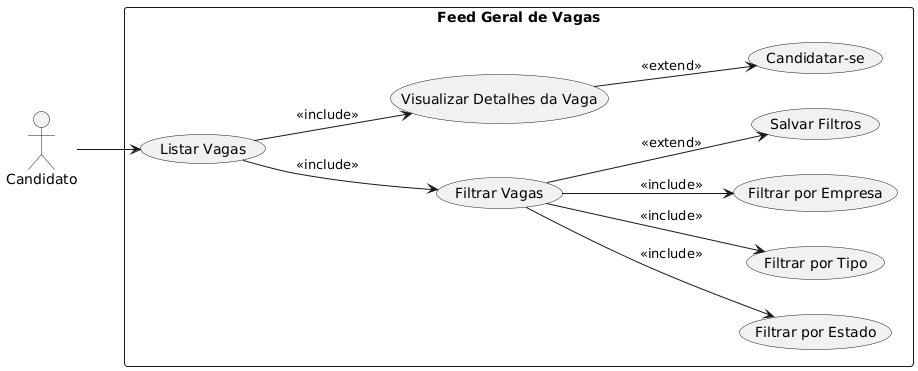 Feed Geral de Vagas
Candidatar-se
«extend»
Visualizar Detalhes da Vaga
«include»
Salvar Filtros
«extend»
Listar Vagas
«include»
Candidato
Filtrar Vagas
«include»
Filtrar por Empresa
«include»
Filtrar por Tipo
«include»
Filtrar por Estado